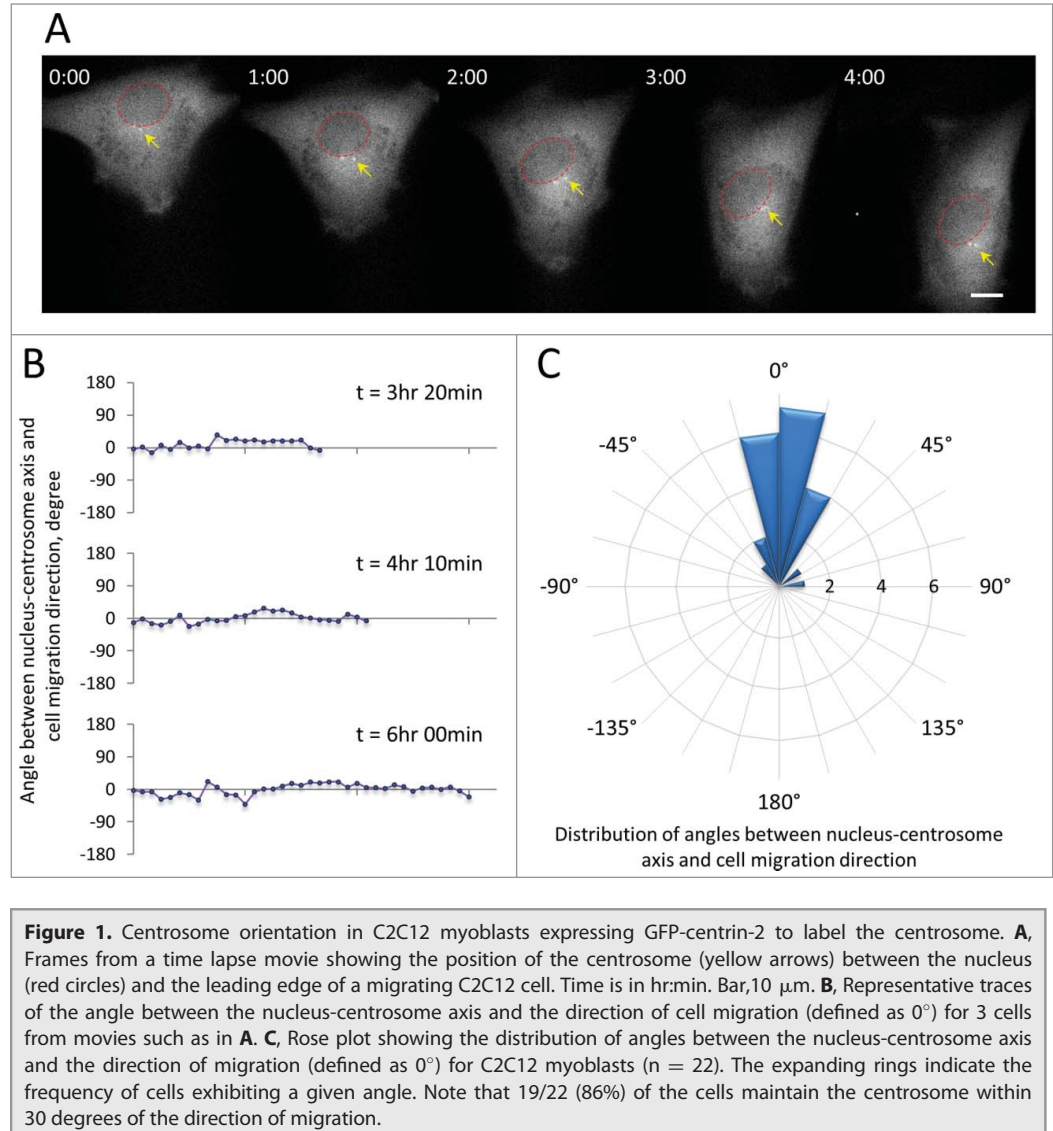 A
0:00 1:00 2:00 3:00 4:00
B
Angle between nucleus-centrosome axis and
cell migration direction, degree
180
90
0
-90
-180
t = 3hr 20min
180
90
0
-90
-180
t = 4hr 10min
180
90
0
-90
-180
t = 6hr 00min
C
0°
-45° 45°
-90° 2 4 6 90°
-135° 135°
180°
Distribution of angles between nucleus-centrosome
axis and cell migration direction
Figure 1. Centrosome orientation in C2C12 myoblasts expressing GFP-centrin-2 to label the centrosome. A,
Frames from a time lapse movie showing the position of the centrosome (yellow arrows) between the nucleus
(red circles) and the leading edge of a migrating C2C12 cell. Time is in hr:min. Bar,10 μm. B, Representative traces
of the angle between the nucleus-centrosome axis and the direction of cell migration (defined as 0°) for 3 cells
from movies such as in A. C, Rose plot showing the distribution of angles between the nucleus-centrosome axis
and the direction of migration (defined as 0°) for C2C12 myoblasts (n = 22). The expanding rings indicate the
frequency of cells exhibiting a given angle. Note that 19/22 (86%) of the cells maintain the centrosome within
30 degrees of the direction of migration.